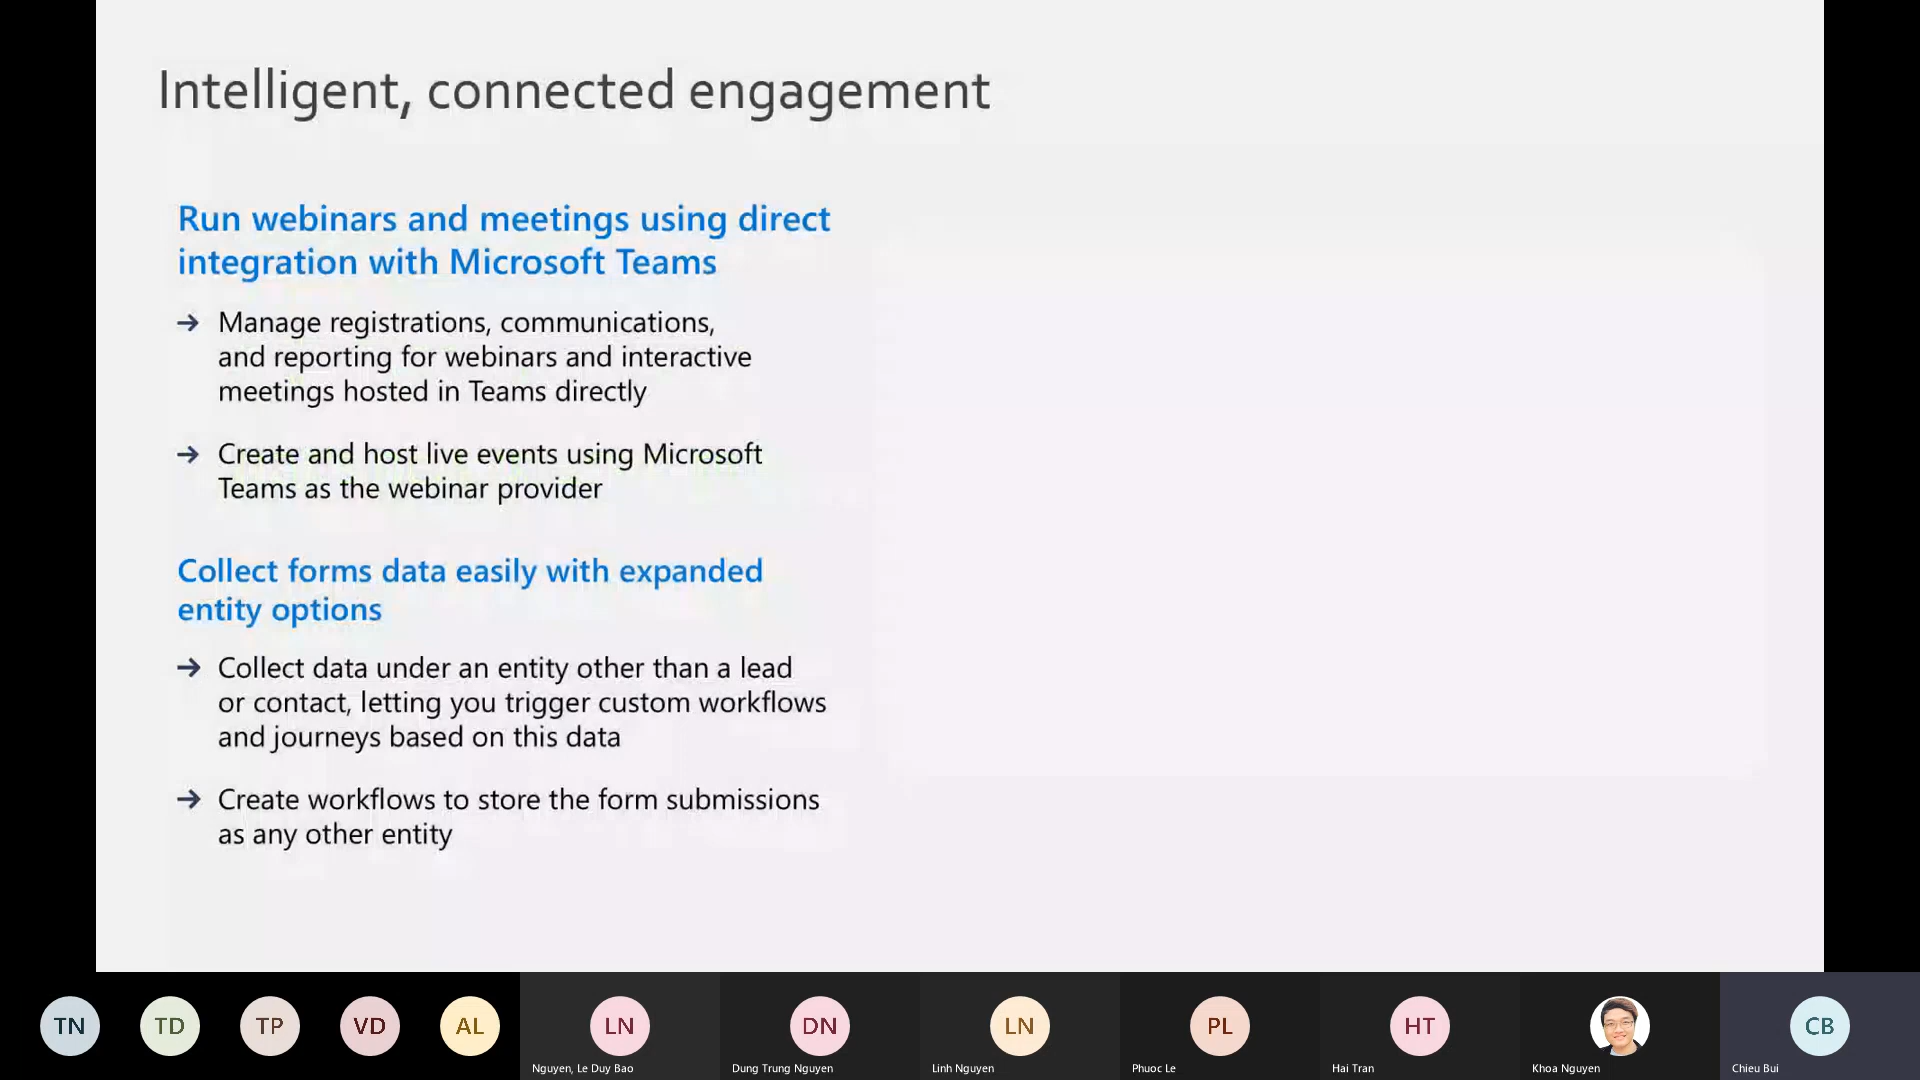 Intelligent, connected engagement
Run webinars and meetings using direct
integration with Microsoft Teams
→ Manage registrations, communications,
and reporting for webinars and interactive
meetings hosted in Teams directly
→ Create and host live events using Microsoft
Teams as the webinar provider
Collect forms data easily with expanded
entity options
→ Collect data under an entity other than a lead
or contact, letting you trigger custom workflows
and journeys based on this data
→ Create workflows to store the form submissions
as any other entity
TN TD TP VD AL LN DN LN PL HT CB
Nguyen, Le Duy Bao Dung Trung Nguyen Linh Nguyen Phuoc Le Hai Tran Khoa Nguyen Chieu Bui